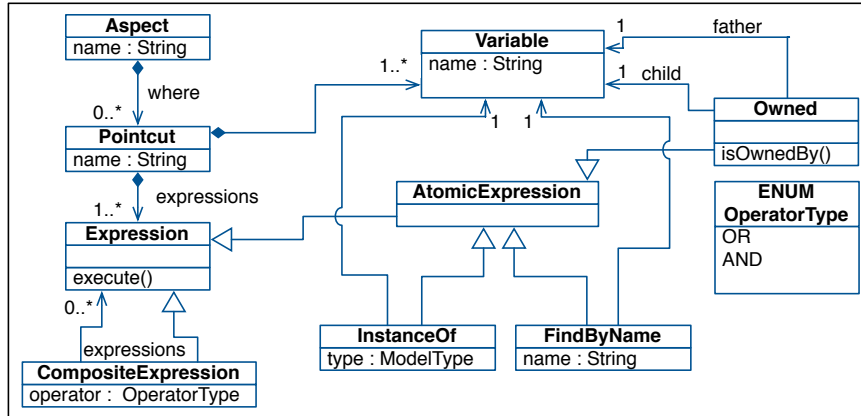 Aspect
name : String
where
0..*
Pointcut
name : String
expressions
1..*
Expression
execute()
0..*
expressions
CompositeExpression
operator : OperatorType
1..*
Variable
name : String
1
father
1
child
1
1
Owned
isOwnedBy()
AtomicExpression
ENUM
OperatorType
OR
AND
InstanceOf
type : ModelType
FindByName
name : String